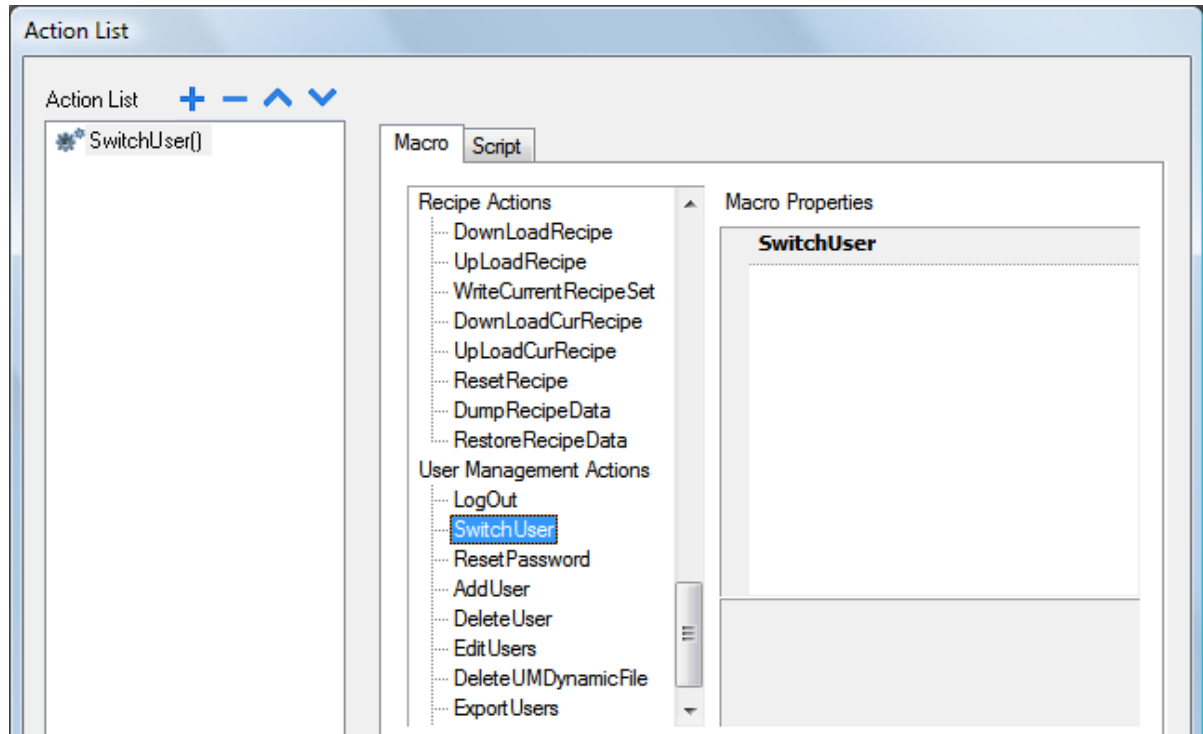 Action List
Action List
SwitchUser()
Macro
Script
Recipe Actions
DownLoadRecipe
UpLoadRecipe
WriteCurrentRecipeSet
DownLoadCurRecipe
UpLoadCurRecipe
ResetRecipe
DumpRecipeData
RestoreRecipeData
User Management Actions
LogOut
SwitchUser
ResetPassword
AddUser
DeleteUser
EditUsers
DeleteUMDynamicFile
ExportUsers
Macro Properties
SwitchUser